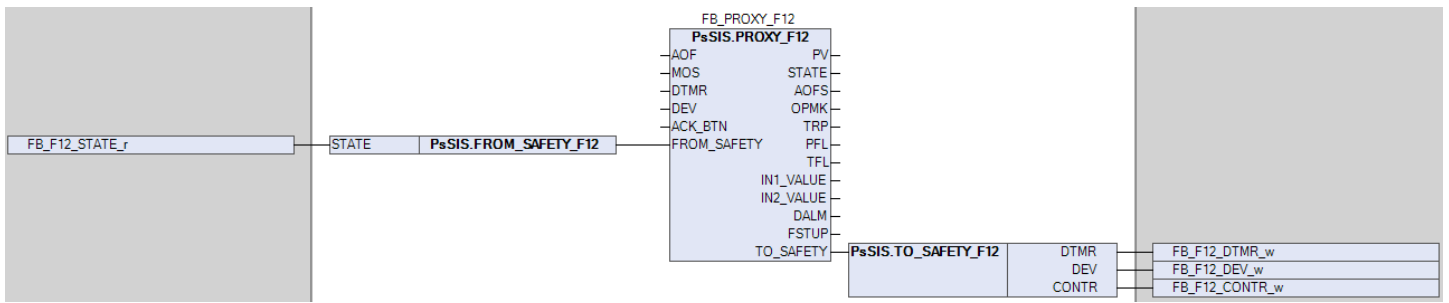 FB_PROXY_F12
PsSIS.PROXY_F12
AOF PV
MOS STATE
DTMR AOFS
DEV OPMK
ACK_BTN TRP
FB_F12_STATE_r STATE PsSIS.FROM_SAFETY_F12 FROM_SAFETY PFL
TFL
IN1_VALUE
IN2_VALUE
DALM
FSTUP
TO_SAFETY PsSIS.TO_SAFETY_F12 DTMR FB_F12_DTMR_w
DEV FB_F12_DEV_w
CONTR FB_F12_CONTR_w